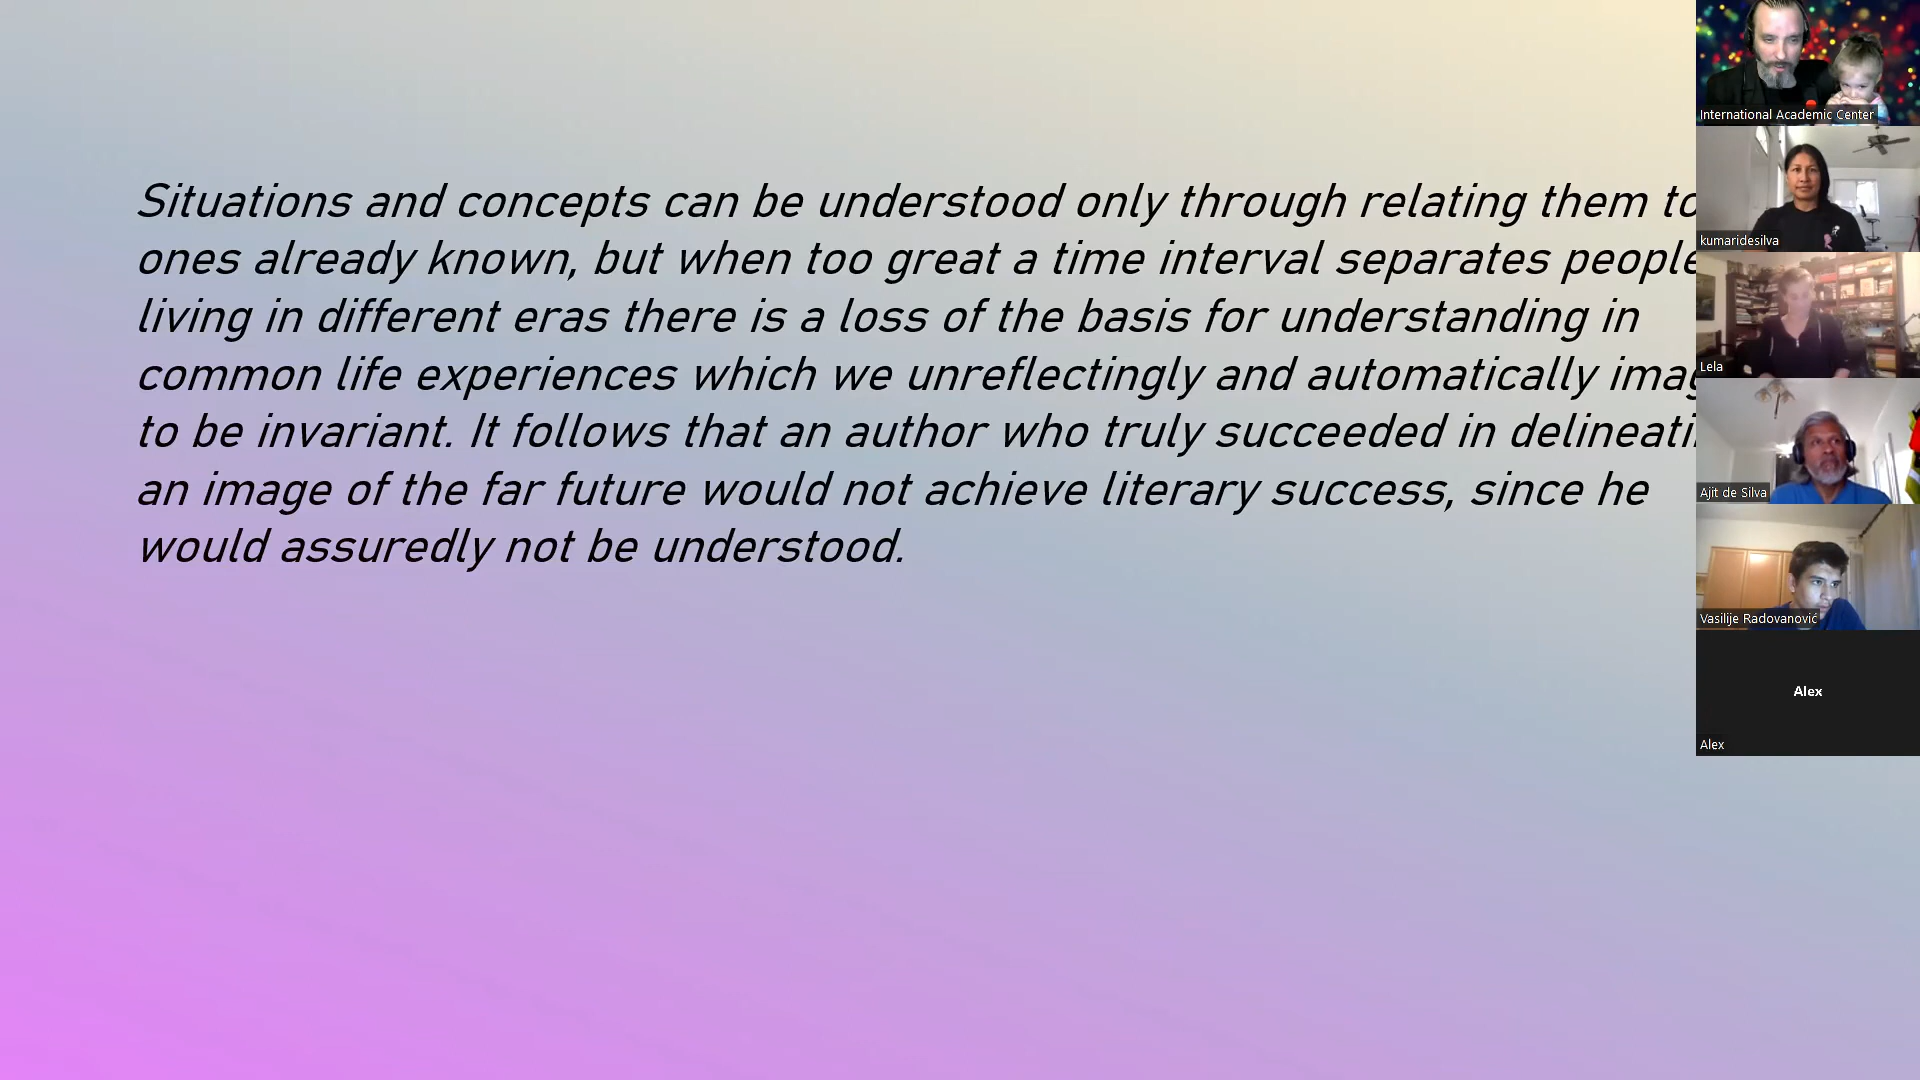 Situations and concepts can be understood only through relating them to
ones already known, but when too great a time interval separates people
living in different eras there is a loss of the basis for understanding in
common life experiences which we unreflectingly and automatically imag
to be invariant. It follows that an author who truly succeeded in delineati
an image of the far future would not achieve literary success, since he
would assuredly not be understood.
International Academic Center
kumaridesilva
Lela
Ajit de Silva
Vasilije Radovanović
Alex
Alex